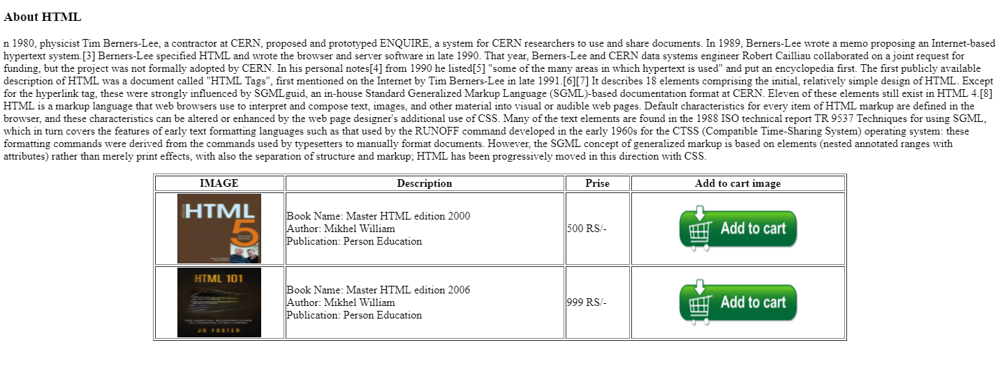 About HTML
n 1980, physicist Tim Berners-Lee, a contractor at CERN, proposed and prototyped ENQUIRE, a system for CERN researchers to use and share documents. In 1989, Berners-Lee wrote a memo proposing an Internet-based
hypertext system.[3] Berners-Lee specified HTML and wrote the browser and server software in late 1990. That year, Berners-Lee and CERN data systems engineer Robert Cailliau collaborated on a joint request for
funding, but the project was not formally adopted by CERN. In his personal notes[4] from 1990 he listed[5] "some of the many areas in which hypertext is used" and put an encyclopedia first. The first publicly available
description of HTML was a document called "HTML Tags", first mentioned on the Internet by Tim Berners-Lee in late 1991.[6][7] It describes 18 elements comprising the initial, relatively simple design of HTML. Except
for the hyperlink tag, these were strongly influenced by SGMLguid, an in-house Standard Generalized Markup Language (SGML)-based documentation format at CERN. Eleven of these elements still exist in HTML 4.[8]
HTML is a markup language that web browsers use to interpret and compose text, images, and other material into visual or audible web pages. Default characteristics for every item of HTML markup are defined in the
browser, and these characteristics can be altered or enhanced by the web page designer's additional use of CSS. Many of the text elements are found in the 1988 ISO technical report TR 9537 Techniques for using SGML,
which in turn covers the features of early text formatting languages such as that used by the RUNOFF command developed in the early 1960s for the CTSS (Compatible Time-Sharing System) operating system: these
formatting commands were derived from the commands used by typesetters to manually format documents. However, the SGML concept of generalized markup is based on elements (nested annotated ranges with
attributes) rather than merely print effects, with also the separation of structure and markup; HTML has been progressively moved in this direction with CSS.
IMAGE Description Prise Add to cart image
HTML
5
Book Name: Master HTML edition 2000
Author: Mikhel William
Publication: Person Education
500 RS/-
Add to cart
HTML 101
JO FOSTER
Book Name: Master HTML edition 2006
Author: Mikhel William
Publication: Person Education
999 RS/-
Add to cart